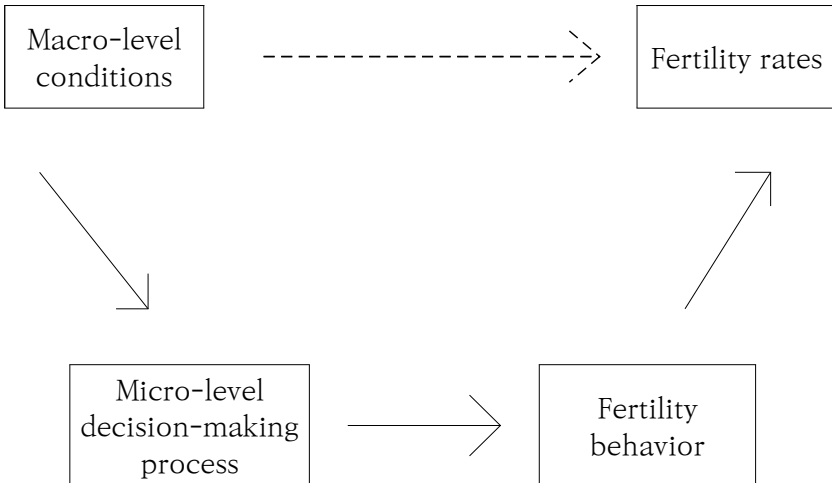 Macro-level
conditions
Fertility rates
Micro-level
decision-making
process
Fertility
behavior